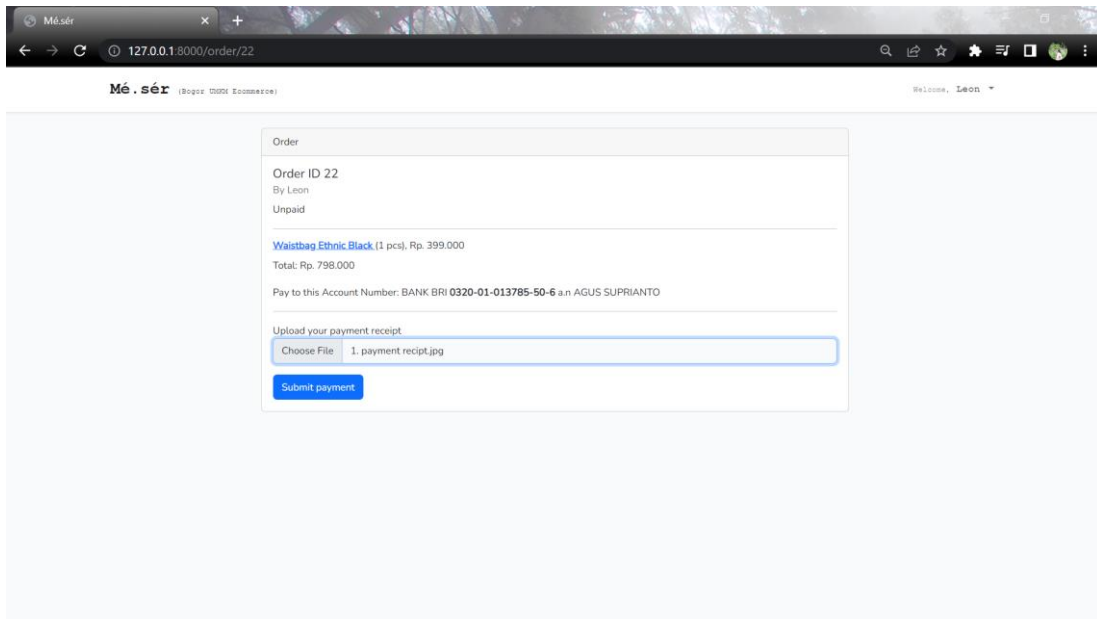 Mé.sér
127.0.0.1:8000/order/22
Mé.sér (Bogor UMKM Ecommerce)
Welcome, Leon
Order
Order ID 22
By Leon
Unpaid
Waistbag Ethnic Black (1 pcs), Rp. 399.000
Total: Rp. 798.000
Pay to this Account Number: BANK BRI 0320-01-013785-50-6 a.n AGUS SUPRIANTO
Upload your payment receipt
Choose File 1. payment recipt.jpg
Submit payment